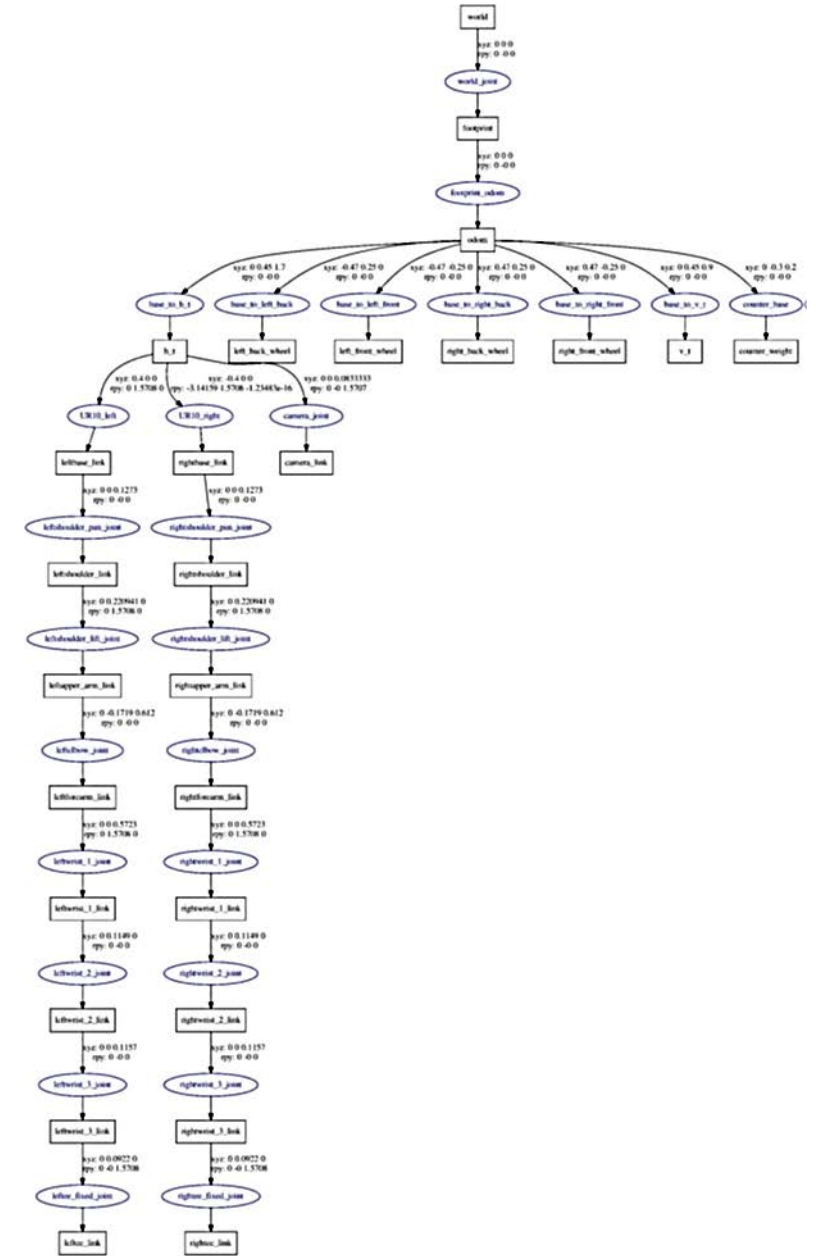 world
xyz: 0 0 0
rpy: 0 -0 0
world_joint
footprint
xyz: 0 0 0
rpy: 0 -0 0
footprint_odom
odom
xyz: 0 0.45 1.7
rpy: 0 -0 0
xyz: -0.47 0.25 0
rpy: 0 -0 0
xyz: -0.47 -0.25 0
rpy: 0 -0 0
xyz: 0.47 0.25 0
rpy: 0 -0 0
xyz: 0.47 -0.25 0
rpy: 0 -0 0
xyz: 0 0.45 0.9
rpy: 0 -0 0
xyz: 0 -0.3 0.2
rpy: 0 -0 0
base_to_h_t
base_to_left_back
base_to_left_front
base_to_right_back
base_to_right_front
base_to_v_t
counter_base
h_t
left_back_wheel
left_front_wheel
right_back_wheel
right_front_wheel
v_t
counter_weight
xyz: 0.4 0 0
rpy: 0 1.5708 0
xyz: -0.4 0 0
rpy: -3.14159 1.5708 -1.23483e-16
xyz: 0 0 0.0833333
rpy: 0 -0 1.5707
UR10_left
UR10_right
camera_joint
leftbase_link
rightbase_link
camera_link
xyz: 0 0 0.1273
rpy: 0 -0 0
xyz: 0 0 0.1273
rpy: 0 -0 0
leftshoulder_pan_joint
rightshoulder_pan_joint
leftshoulder_link
rightshoulder_link
xyz: 0 0.220941 0
rpy: 0 1.5708 0
xyz: 0 0.220941 0
rpy: 0 1.5708 0
leftshoulder_lift_joint
rightshoulder_lift_joint
leftupper_arm_link
rightupper_arm_link
xyz: 0 -0.1719 0.612
rpy: 0 -0 0
xyz: 0 -0.1719 0.612
rpy: 0 -0 0
leftelbow_joint
rightelbow_joint
leftforearm_link
rightforearm_link
xyz: 0 0 0.5723
rpy: 0 1.5708 0
xyz: 0 0 0.5723
rpy: 0 1.5708 0
leftwrist_1_joint
rightwrist_1_joint
leftwrist_1_link
rightwrist_1_link
xyz: 0 0.1149 0
rpy: 0 -0 0
xyz: 0 0.1149 0
rpy: 0 -0 0
leftwrist_2_joint
rightwrist_2_joint
leftwrist_2_link
rightwrist_2_link
xyz: 0 0 0.1157
rpy: 0 -0 0
xyz: 0 0 0.1157
rpy: 0 -0 0
leftwrist_3_joint
rightwrist_3_joint
leftwrist_3_link
rightwrist_3_link
xyz: 0 0.0922 0
rpy: 0 -0 1.5708
xyz: 0 0.0922 0
rpy: 0 -0 1.5708
leftee_fixed_joint
rightee_fixed_joint
leftee_link
rightee_link